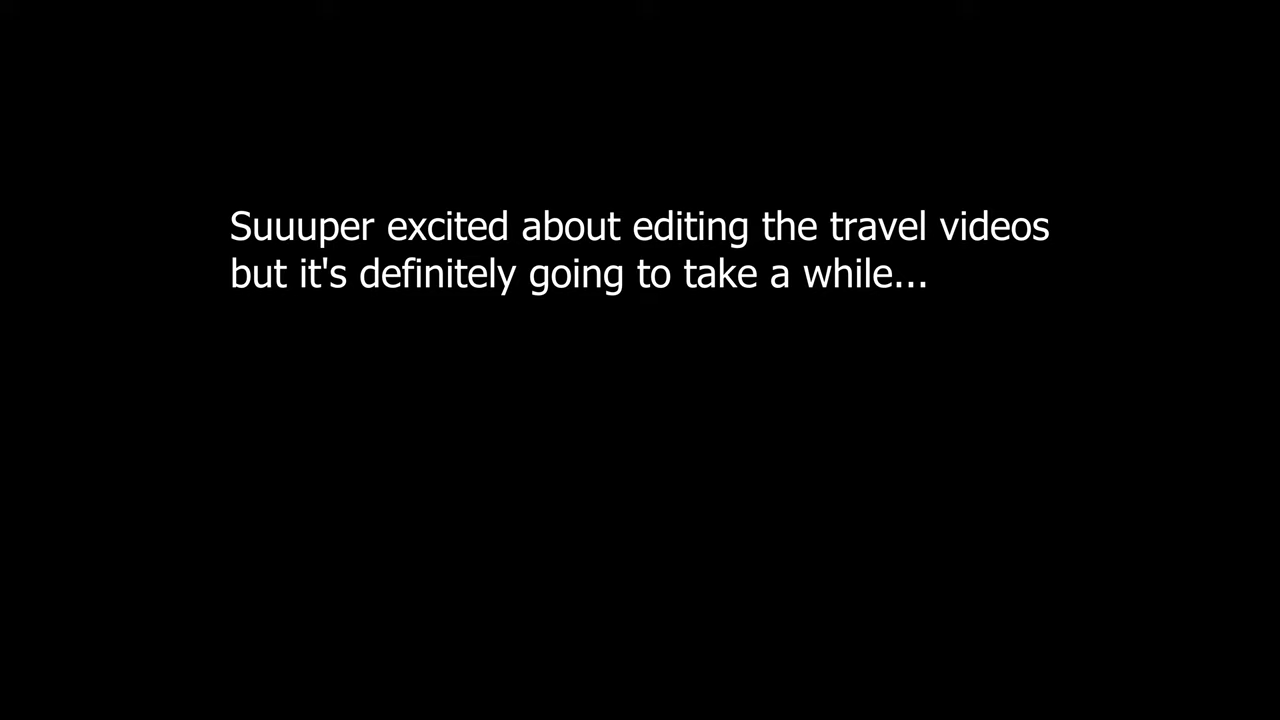 Suuuper excited about editing the travel videos
but it's definitely going to take a while...